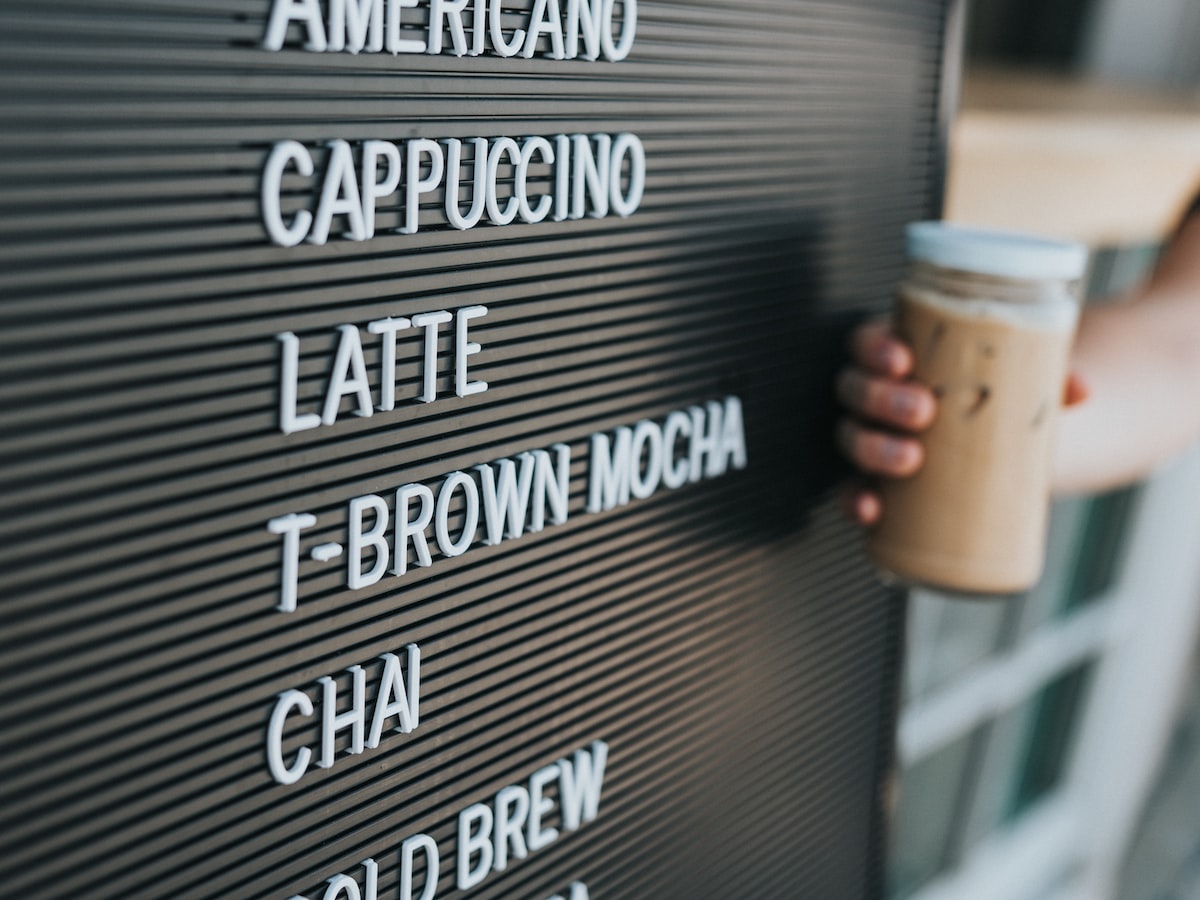 AMERICANO
CAPPUCCINO
LATTE
T-BROWN MOCHA
CHAI
COLD BREW